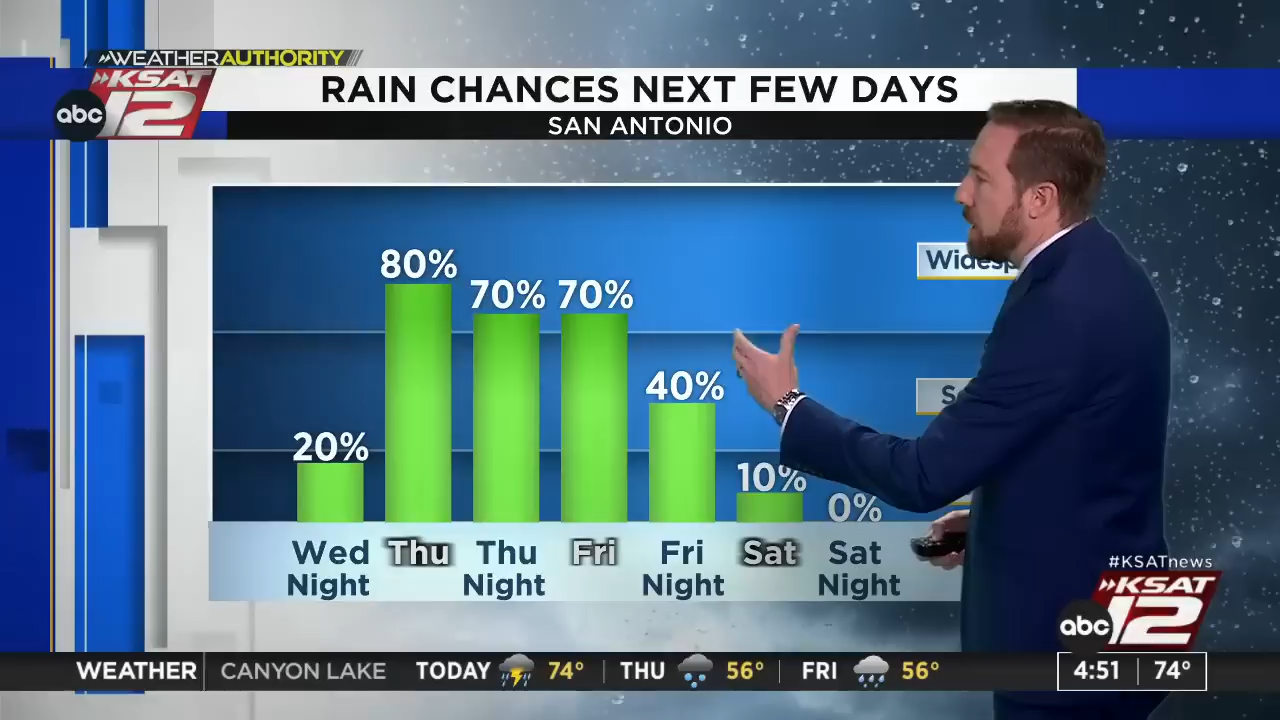 WEATHERAUTHORITY
KSAT
abc 12
RAIN CHANCES NEXT FEW DAYS
SAN ANTONIO
80%
70% 70%
40%
20%
10%
0%
Wed Night
Thu
Thu Night
Fri
Fri Night
Sat
Sat Night
#KSATnews
KSAT
abc 12
WEATHER CANYON LAKE TODAY 74° THU 56° FRI 56° 4:51 74°